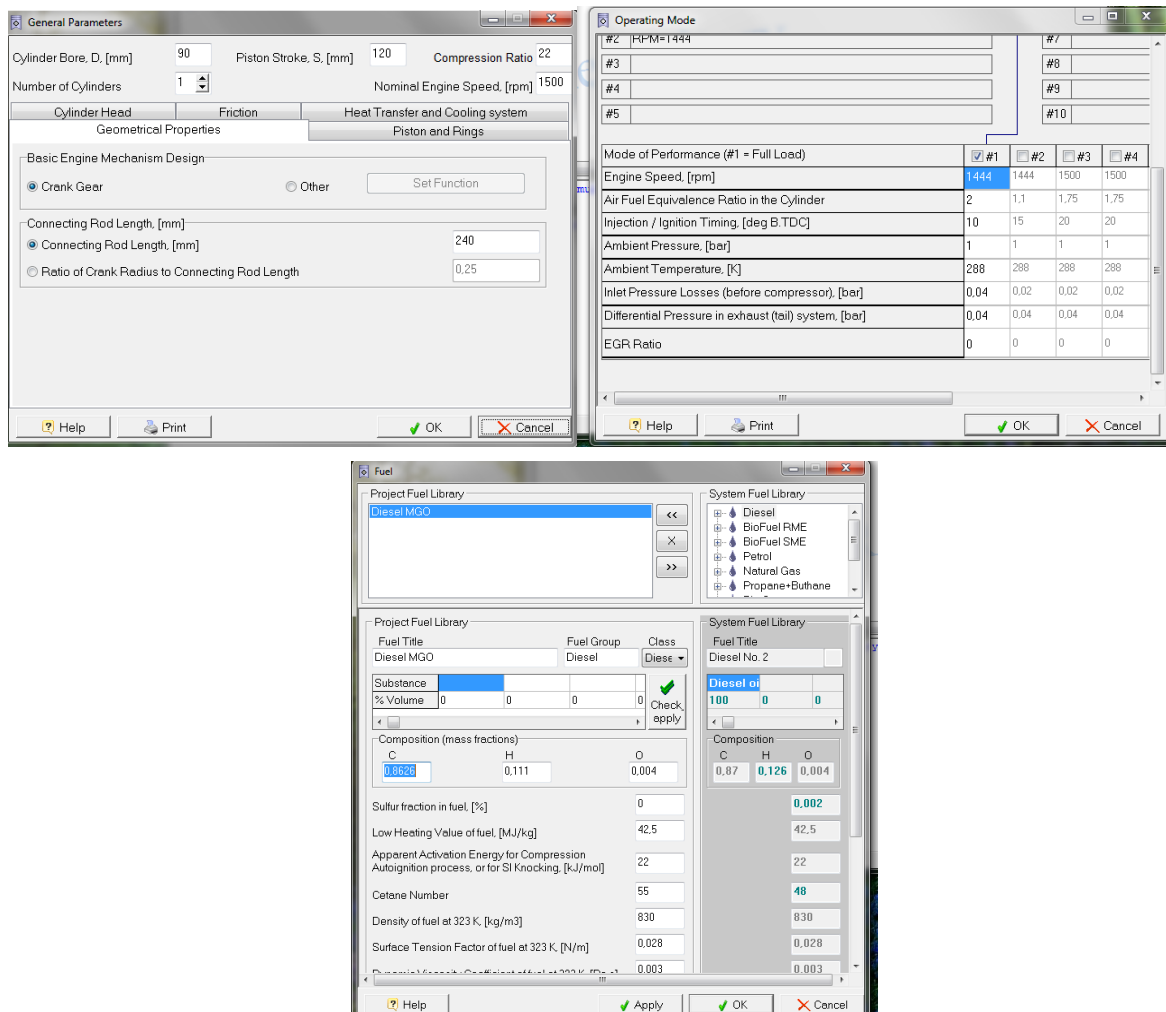 General Parameters
Cylinder Bore, D, [mm] 90 Piston Stroke, S, [mm] 120 Compression Ratio 22
Number of Cylinders 1 Nominal Engine Speed, [rpm] 1500
Cylinder Head Friction Heat Transfer and Cooling system
Geometrical Properties Piston and Rings
Basic Engine Mechanism Design
Crank Gear Other Set Function
Connecting Rod Length, [mm]
Connecting Rod Length, [mm] 240
Ratio of Crank Radius to Connecting Rod Length 0,25
Help Print OK Cancel
Operating Mode
#2 RPM=1444 #7
#3 #8
#4 #9
#5 #10
Mode of Performance (#1 = Full Load) #1 #2 #3 #4
Engine Speed, [rpm] 1444 1444 1500 1500
Air Fuel Equivalence Ratio in the Cylinder 2 1,1 1,75 1,75
Injection / Ignition Timing, [deg B.TDC] 10 15 20 20
Ambient Pressure, [bar] 1 1 1 1
Ambient Temperature, [K] 288 288 288 288
Inlet Pressure Losses (before compressor), [bar] 0,04 0,02 0,02 0,02
Differential Pressure in exhaust (tail) system, [bar] 0,04 0,04 0,04 0,04
EGR Ratio 0 0 0 0
Help Print OK Cancel
Fuel
Project Fuel Library System Fuel Library
Diesel MGO << Diesel
BioFuel RME
X BioFuel SME
Petrol
>> Natural Gas
Propane+Buthane
Project Fuel Library System Fuel Library
Fuel Title Fuel Group Class Fuel Title
Diesel MGO Diesel Diese Diesel No. 2
Substance Diesel oi
% Volume 0 0 0 0 Check, apply 100 0 0
Composition (mass fractions) Composition
C H O C H O
0,8626 0,111 0,004 0,87 0,126 0,004
Sulfur fraction in fuel, [%] 0 0,002
Low Heating Value of fuel, [MJ/kg] 42,5 42,5
Apparent Activation Energy for Compression
Autoignition process, or for SI Knocking, [kJ/mol] 22 22
Cetane Number 55 48
Density of fuel at 323 K, [kg/m3] 830 830
Surface Tension Factor of fuel at 323 K, [N/m] 0,028 0,028
0,003 0,003
Help Apply OK Cancel